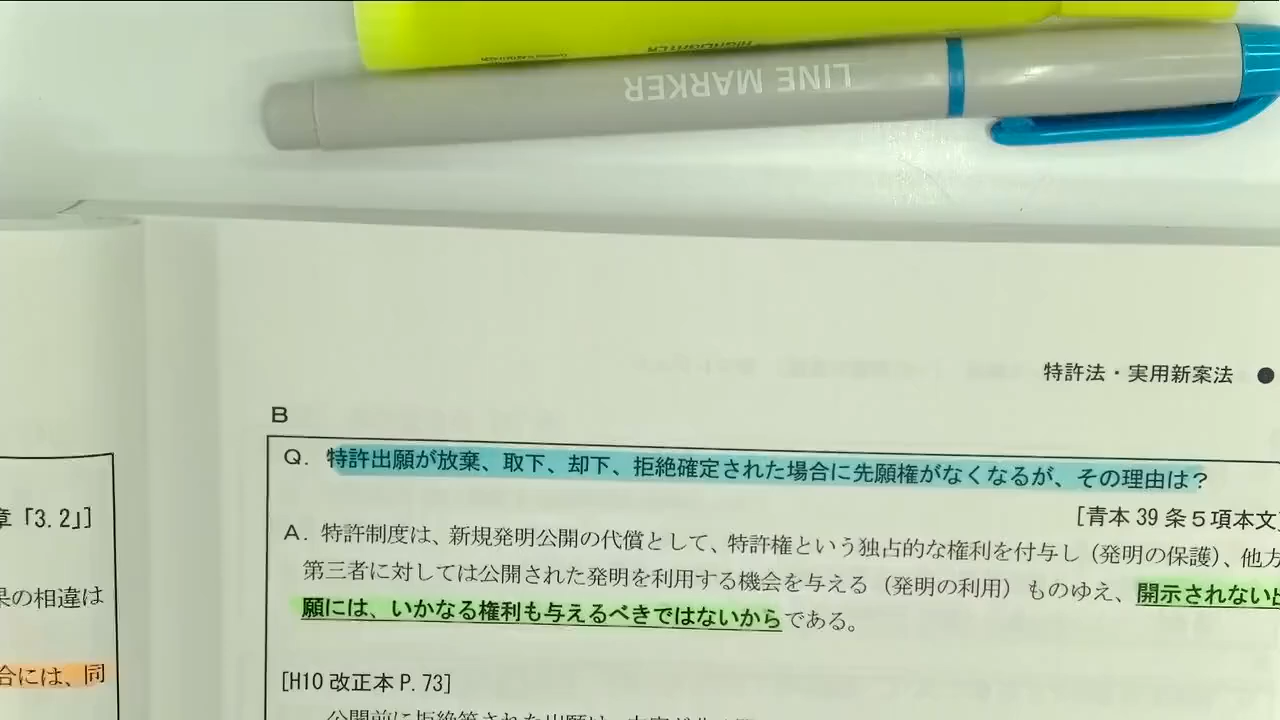 HIGHLIGHTER
LINE MARKER
特許法・実用新案法 ●
B
Q. 特許出願が放棄、取下、却下、拒絶確定された場合に先願権がなくなるが、その理由は？
[青本 39 条５項本文
A. 特許制度は、新規発明公開の代償として、特許権という独占的な権利を付与し（発明の保護）、他方
第三者に対しては公開された発明を利用する機会を与える（発明の利用）ものゆえ、開示されない出
願には、いかなる権利も与えるべきではないからである。
[H10 改正本 P. 73]
公開前に拒絶
章「3.2」]
果の相違は
合には、同